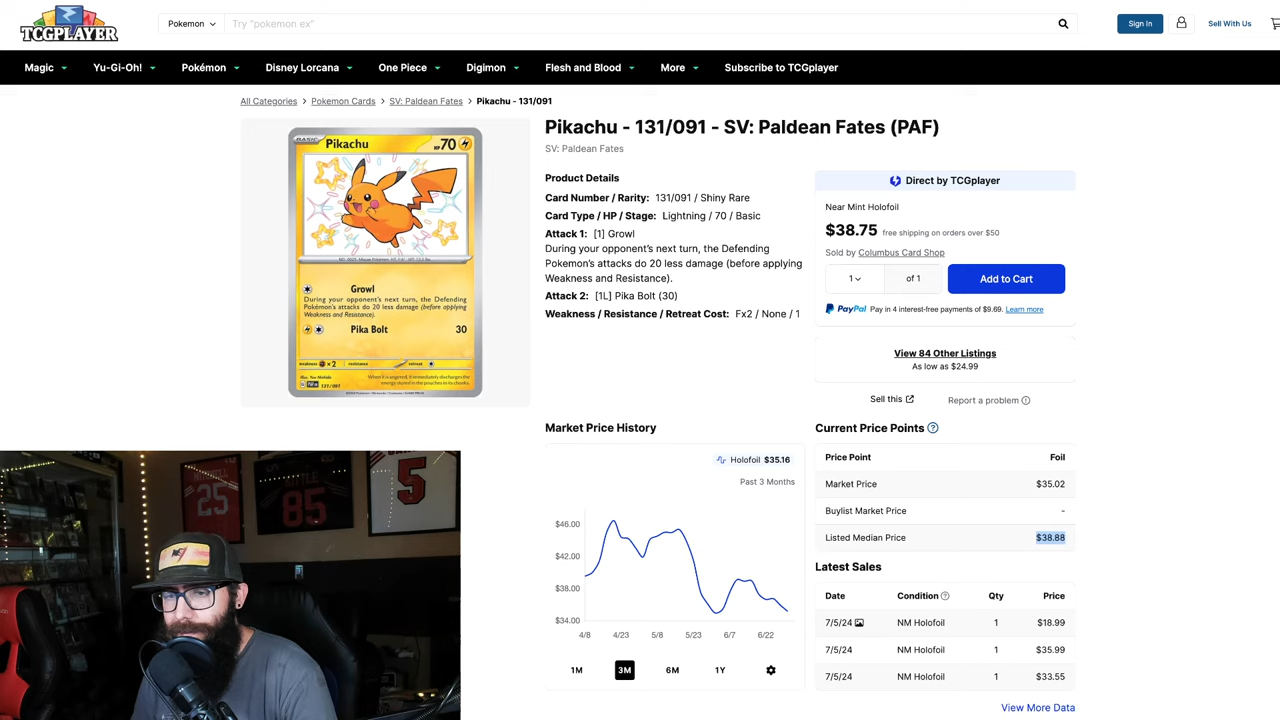 TCGPLAYER
Pokemon
Try "pokemon ex"
Sign In
Sell With Us
Magic
Yu-Gi-Oh!
Pokémon
Disney Lorcana
One Piece
Digimon
Flesh and Blood
More
Subscribe to TCGplayer
All Categories > Pokemon Cards > SV: Paldean Fates > Pikachu - 131/091
BASIC
Pikachu
HP70
Growl
During your opponent's next turn, the Defending
Pokémon's attacks do 20 less damage (before applying
Weakness and Resistance).
Pika Bolt 30
weakness ×2 resistance retreat
131/091
Pikachu - 131/091 - SV: Paldean Fates (PAF)
SV: Paldean Fates
Product Details
Card Number / Rarity: 131/091 / Shiny Rare
Card Type / HP / Stage: Lightning / 70 / Basic
Attack 1: [1] Growl
During your opponent's next turn, the Defending
Pokémon's attacks do 20 less damage (before applying
Weakness and Resistance).
Attack 2: [1L] Pika Bolt (30)
Weakness / Resistance / Retreat Cost: Fx2 / None / 1
Direct by TCGplayer
Near Mint Holofoil
$38.75 free shipping on orders over $50
Sold by Columbus Card Shop
1 of 1
Add to Cart
PayPal Pay in 4 interest-free payments of $9.69. Learn more
View 84 Other Listings
As low as $24.99
Sell this
Report a problem
Market Price History
Holofoil $35.16
Past 3 Months
$46.00
$42.00
$38.00
$34.00
4/8 4/23 5/8 5/23 6/7 6/22
1M 3M 6M 1Y
Current Price Points
Price Point Foil
Market Price $35.02
Buylist Market Price -
Listed Median Price $38.88
Latest Sales
Date Condition Qty Price
7/5/24 NM Holofoil 1 $18.99
7/5/24 NM Holofoil 1 $35.99
7/5/24 NM Holofoil 1 $33.55
View More Data
25
85
5